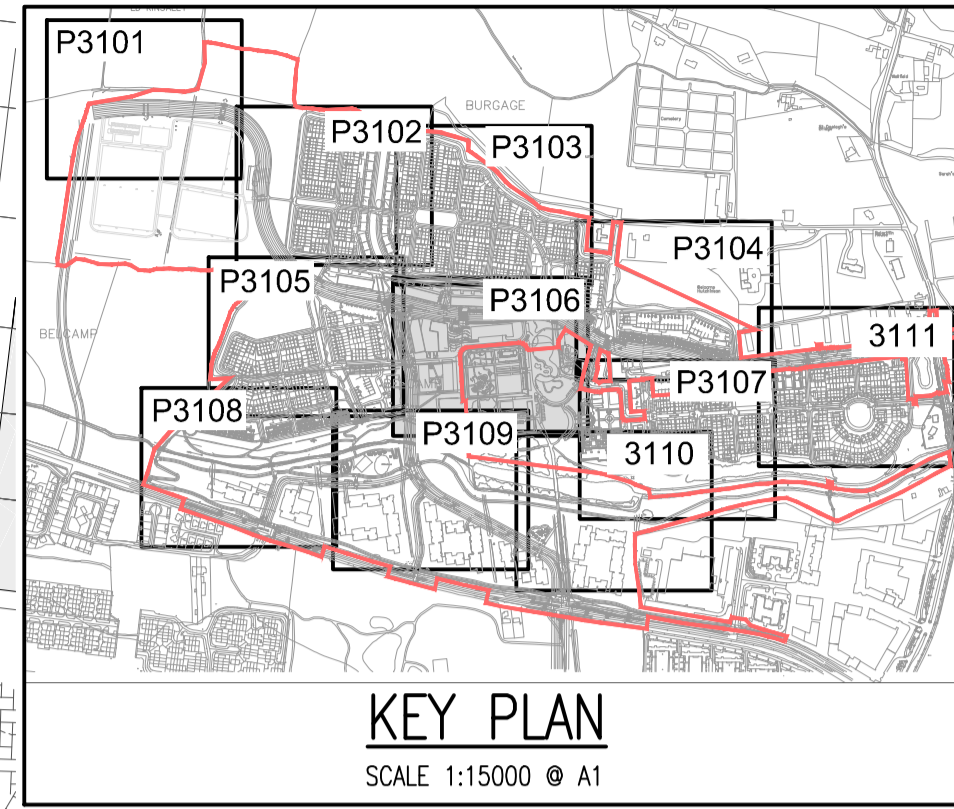 P3101
BURGAGE
P3102
P3103
Cemetery
P3104
P3105
P3106
BELCAMP
3111
P3107
P3108
P3109
3110
KEY PLAN
SCALE 1:15000 @ A1